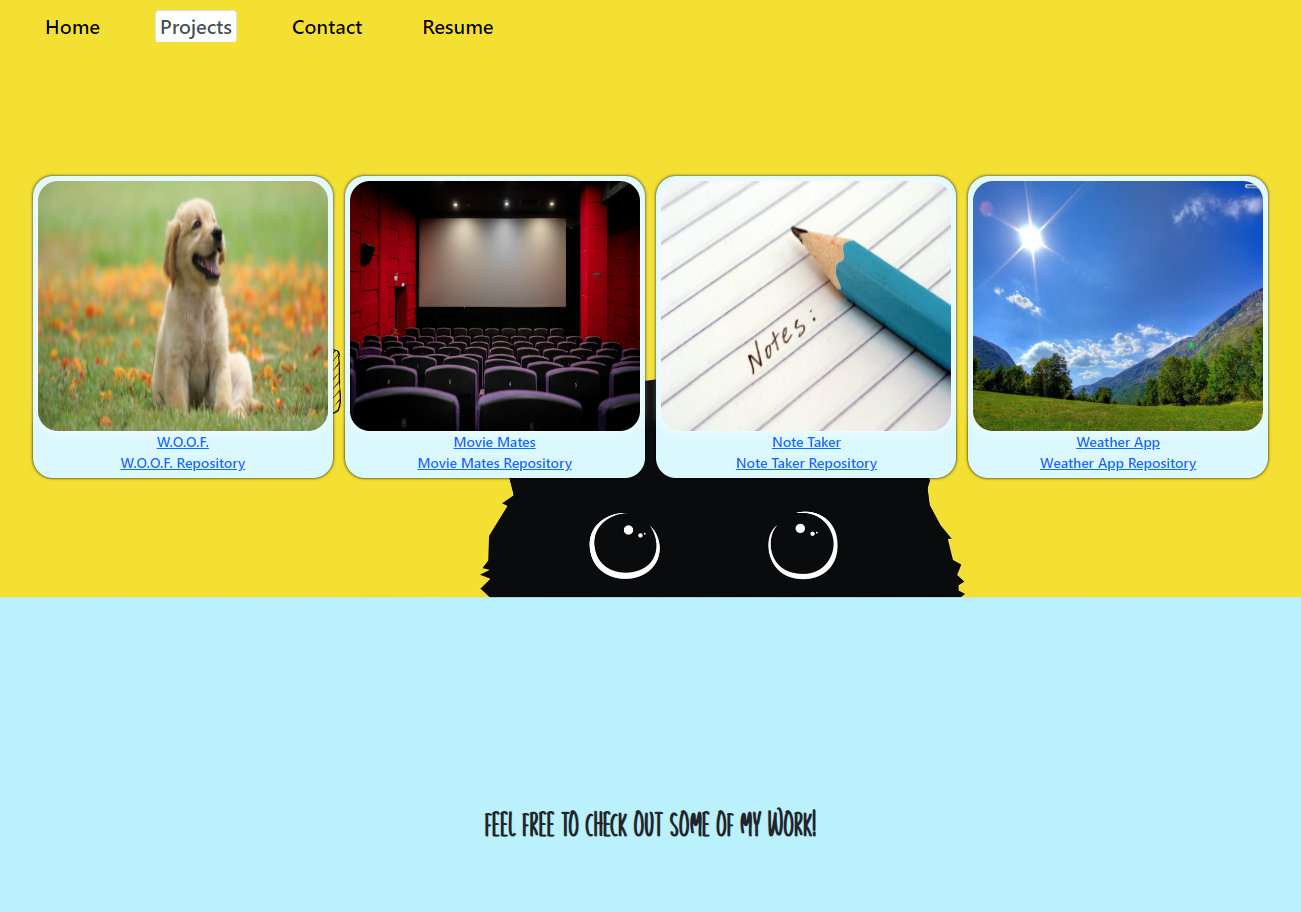 Home Projects Contact Resume
Notes:
W.O.O.F.
W.O.O.F. Repository
Movie Mates
Movie Mates Repository
Note Taker
Note Taker Repository
Weather App
Weather App Repository
FEEL FREE TO CHECK OUT SOME OF MY WORK!